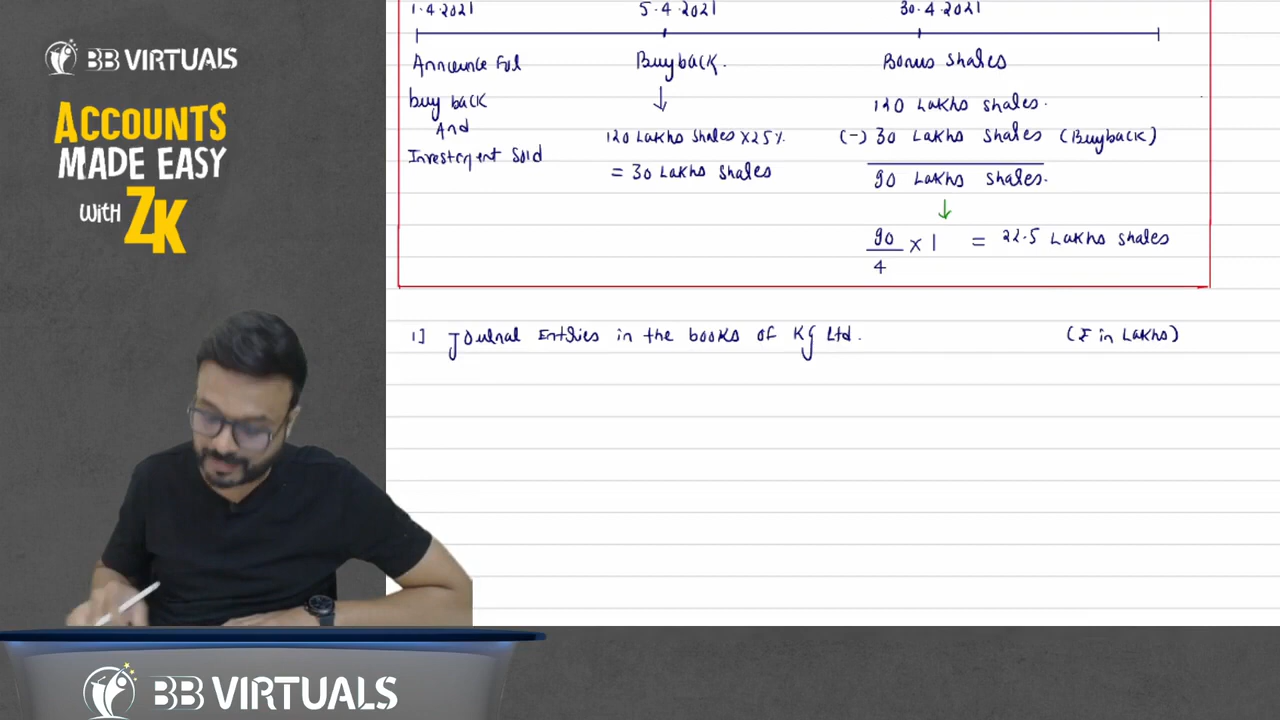 BB VIRTUALS
ACCOUNTS
MADE EASY
WITH ZK
1.4.2021 5.4.2021 30.4.2021
Announce For Buyback. Bonus Shares
buy back
And
Investment Sold
↓
120 Lakhs Shares X 25%
= 30 Lakhs Shares
120 Lakhs Shares.
(-) 30 Lakhs Shares (Buyback)
90 Lakhs Shares.
↓
90/4 × 1 = 22.5 Lakhs Shares
1] Journal Entries in the books of KG Ltd. (₹ in Lakhs)
BB VIRTUALS